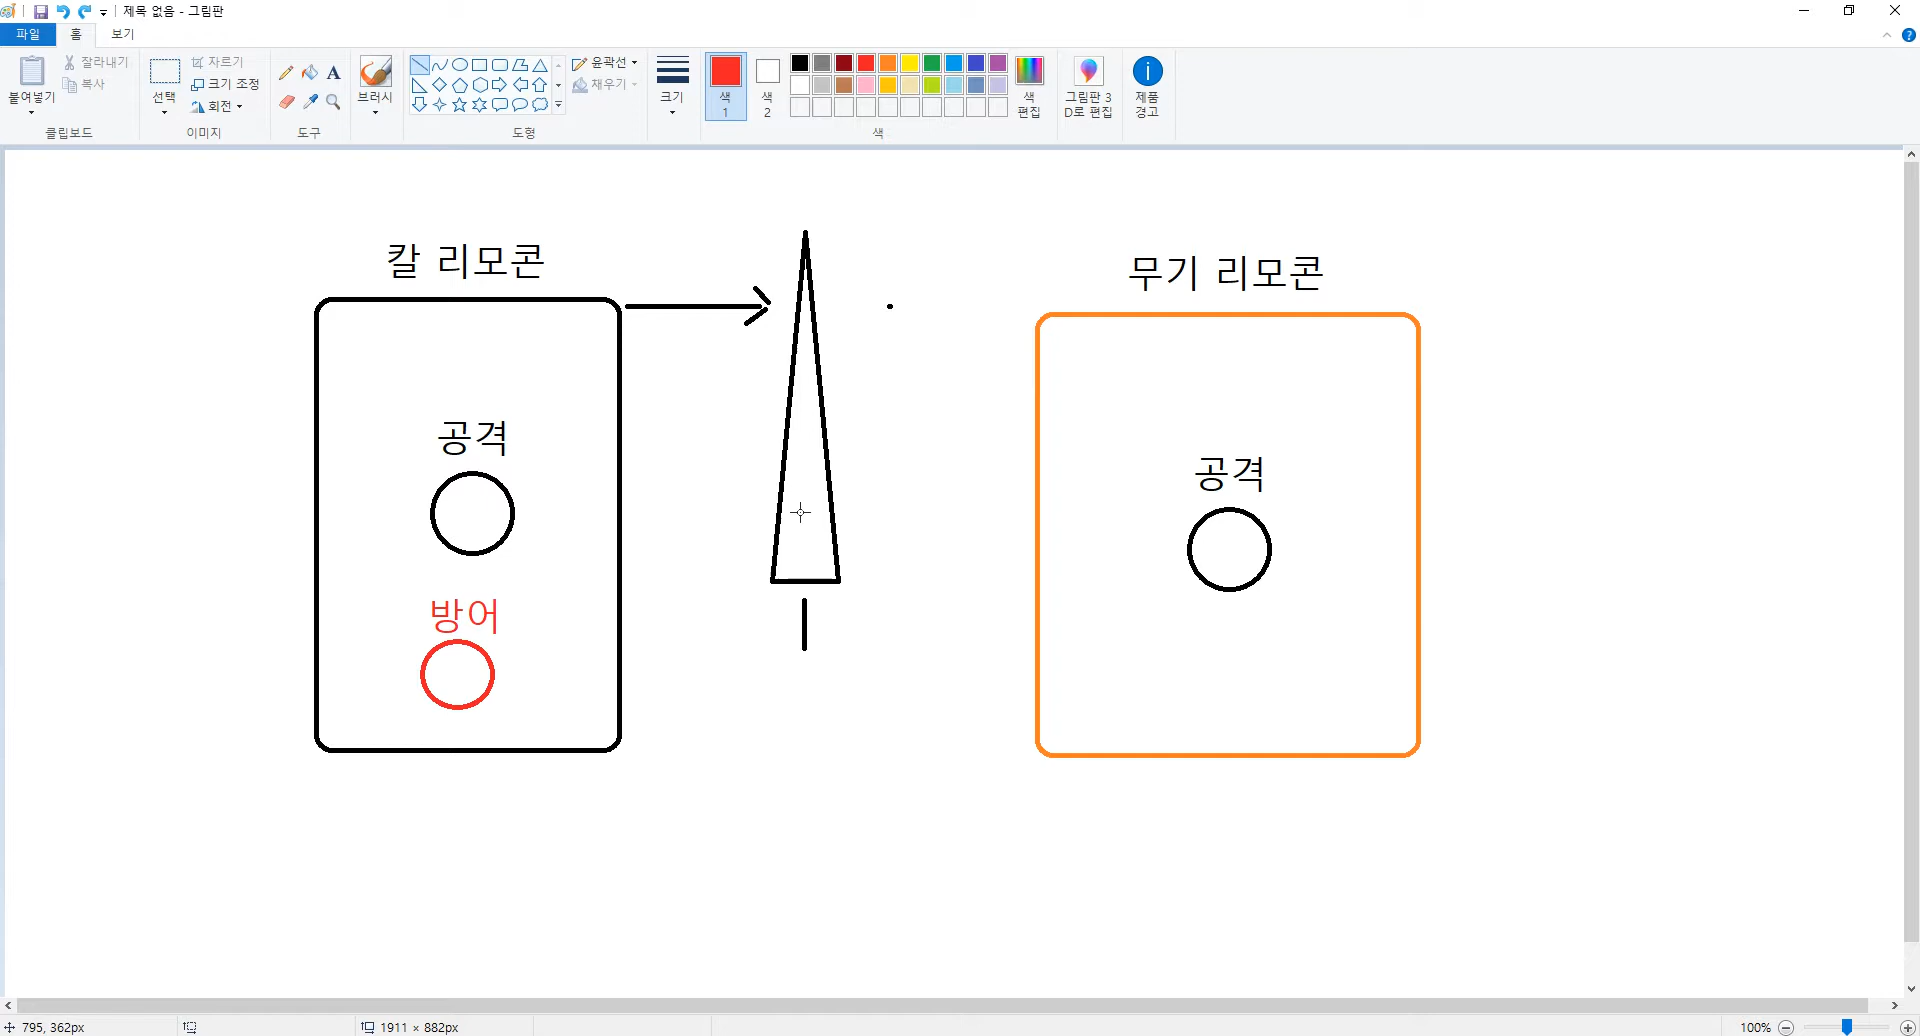 제목 없음 - 그림판
파일 홈 보기
붙여넣기
잘라내기
복사
클립보드
선택
자르기
크기 조정
회전
이미지
A
도구
브러시
윤곽선
채우기
도형
크기
색 1
색 2
색
색 편집
그림판 3D로 편집
제품 경고
칼 리모콘
무기 리모콘
공격
공격
방어
795, 362px
1911 × 882px
100%